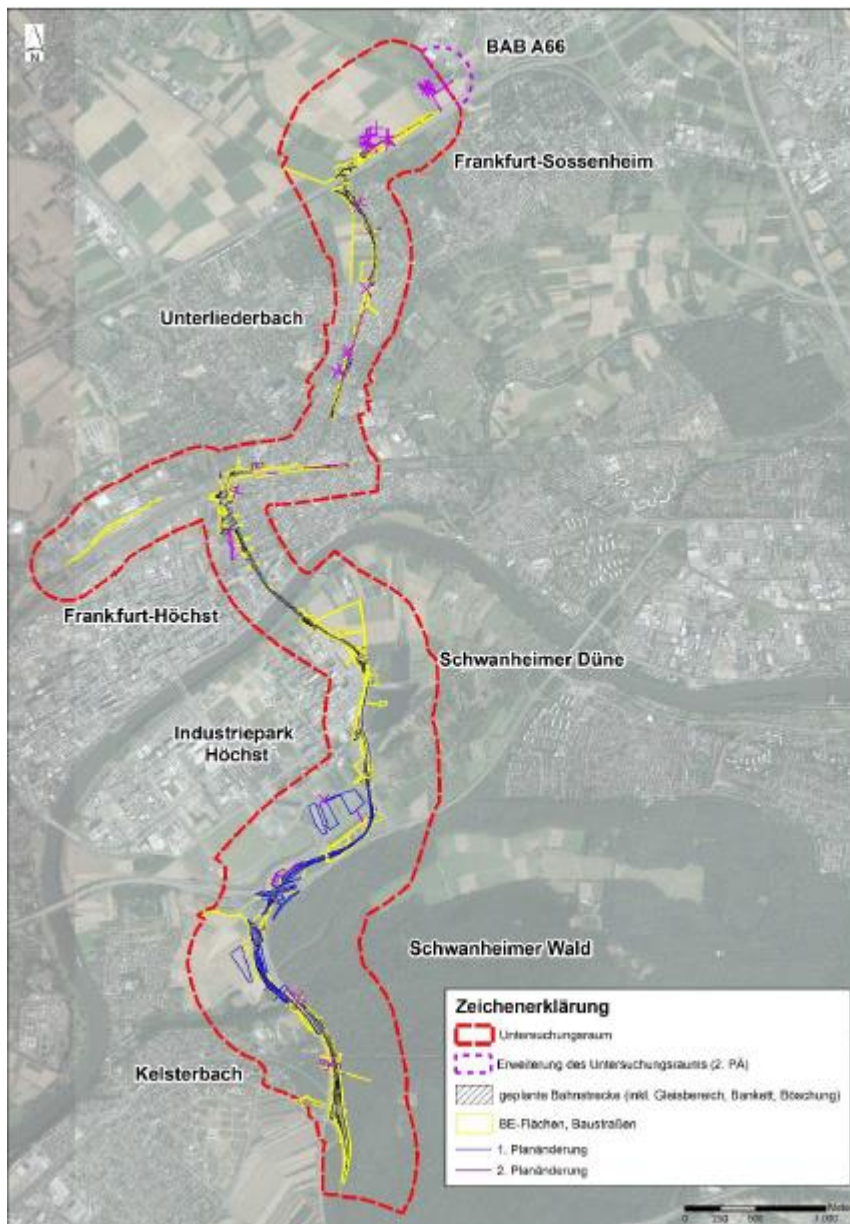 N
BAB A66
Frankfurt-Sossenheim
Unterliederbach
Frankfurt-Höchst
Schwanheimer Düne
Industriepark
Höchst
Schwanheimer Wald
Kelsterbach
Zeichenerklärung
Untersuchungsraum
Erweiterung des Untersuchungsraums (2. PÄ)
geplante Bahnstrecke (inkl. Gleisbereich, Bankett, Böschung)
BE-Flächen, Baustraßen
1. Planänderung
2. Planänderung
0 250 500 1.000